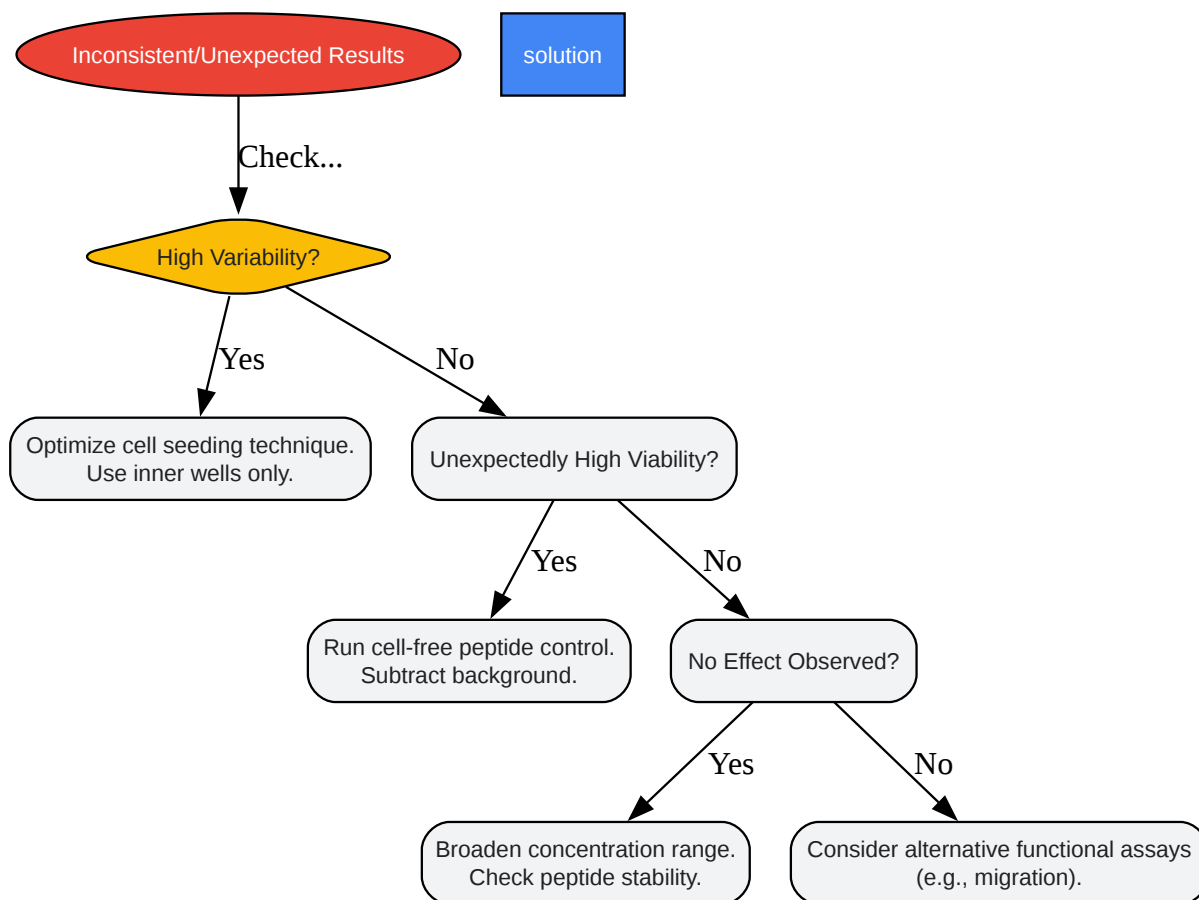 Inconsistent/Unexpected Results
solution
Check...
High Variability?
Yes
No
Optimize cell seeding technique.
Use inner wells only.
Unexpectedly High Viability?
Yes
No
Run cell-free peptide control.
Subtract background.
No Effect Observed?
Yes
No
Broaden concentration range.
Check peptide stability.
Consider alternative functional assays
(e.g., migration).